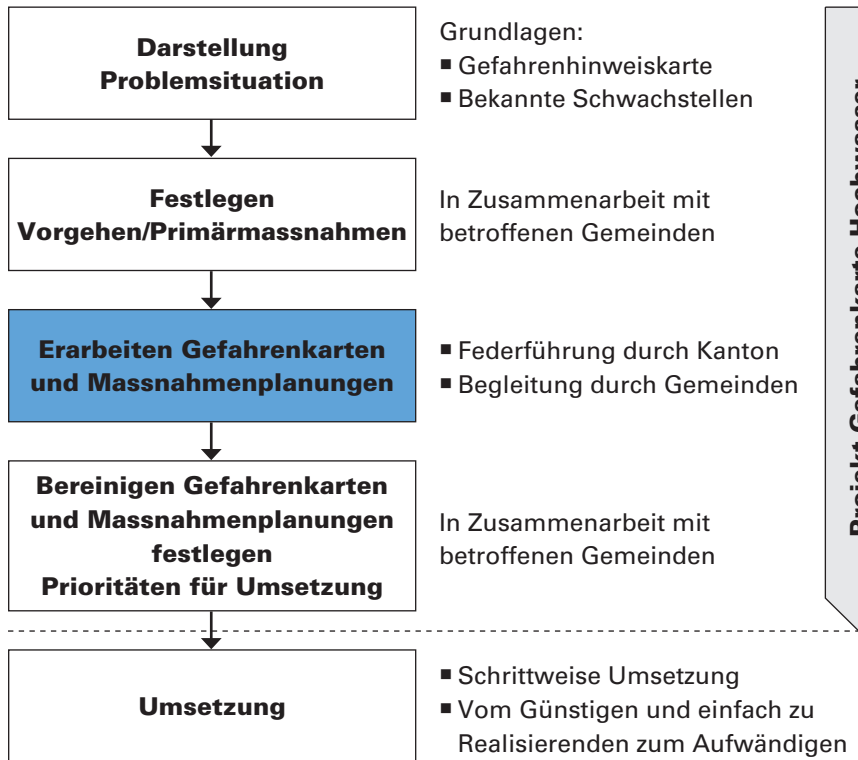 Darstellung
Problemsituation
Grundlagen:
■ Gefahrenhinweiskarte
■ Bekannte Schwachstellen
Festlegen
Vorgehen/Primärmassnahmen
In Zusammenarbeit mit
betroffenen Gemeinden
Erarbeiten Gefahrenkarten
und Massnahmenplanungen
■ Federführung durch Kanton
■ Begleitung durch Gemeinden
Bereinigen Gefahrenkarten
und Massnahmenplanungen
festlegen
Prioritäten für Umsetzung
In Zusammenarbeit mit
betroffenen Gemeinden
Umsetzung
■ Schrittweise Umsetzung
■ Vom Günstigen und einfach zu
Realisierenden zum Aufwändigen
Projekt Gefahrenkarte Hochwasser